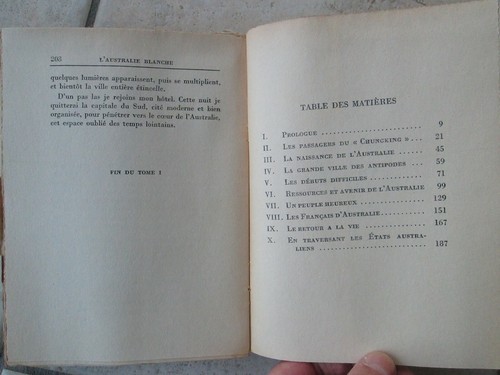 200 L'AUSTRALIE BLANCHE
quelques lumières apparaissent, puis se multiplient,
et bientôt la ville entière étincelle.
D'un pas las je rejoins mon hôtel. Cette nuit je
quitterai la capitale du Sud, cité moderne et bien
organisée, pour pénétrer vers le cœur de l'Australie,
cet espace oublié des temps lointains.
FIN DU TOME I
TABLE DES MATIÈRES
I. PROLOGUE .................... 9
II. LES PASSAGERS DU « CHUNGKING » ... 21
III. LA NAISSANCE DE L'AUSTRALIE ........ 45
IV. LA GRANDE VILLE DES ANTIPODES .. 59
V. LES DÉBUTS DIFFICILES ............ 71
VI. RESSOURCES ET AVENIR DE L'AUSTRALIE 99
VII. UN PEUPLE HEUREUX .............. 129
VIII. LES FRANÇAIS D'AUSTRALIE .......... 151
IX. LE RETOUR A LA VIE .............. 167
X. EN TRAVERSANT LES ÉTATS AUSTRA-
LIENS .................... 187